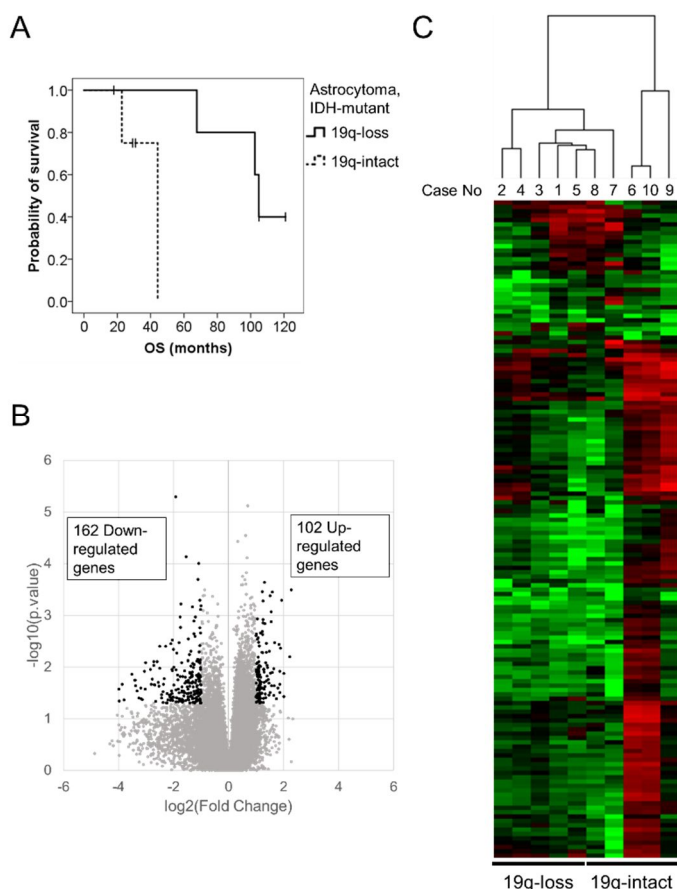 A
1.0
0.8
0.6
0.4
0.2
0.0
Probability of survival
0 20 40 60 80 100 120
OS (months)
Astrocytoma,
IDH-mutant
19q-loss
19q-intact
B
6
5
4
3
2
1
0
-log10(p.value)
162 Down-
regulated
genes
102 Up-
regulated
genes
-6 -4 -2 0 2 4 6
log2(Fold Change)
C
Case No 2 4 3 1 5 8 7 6 10 9
19q-loss 19q-intact